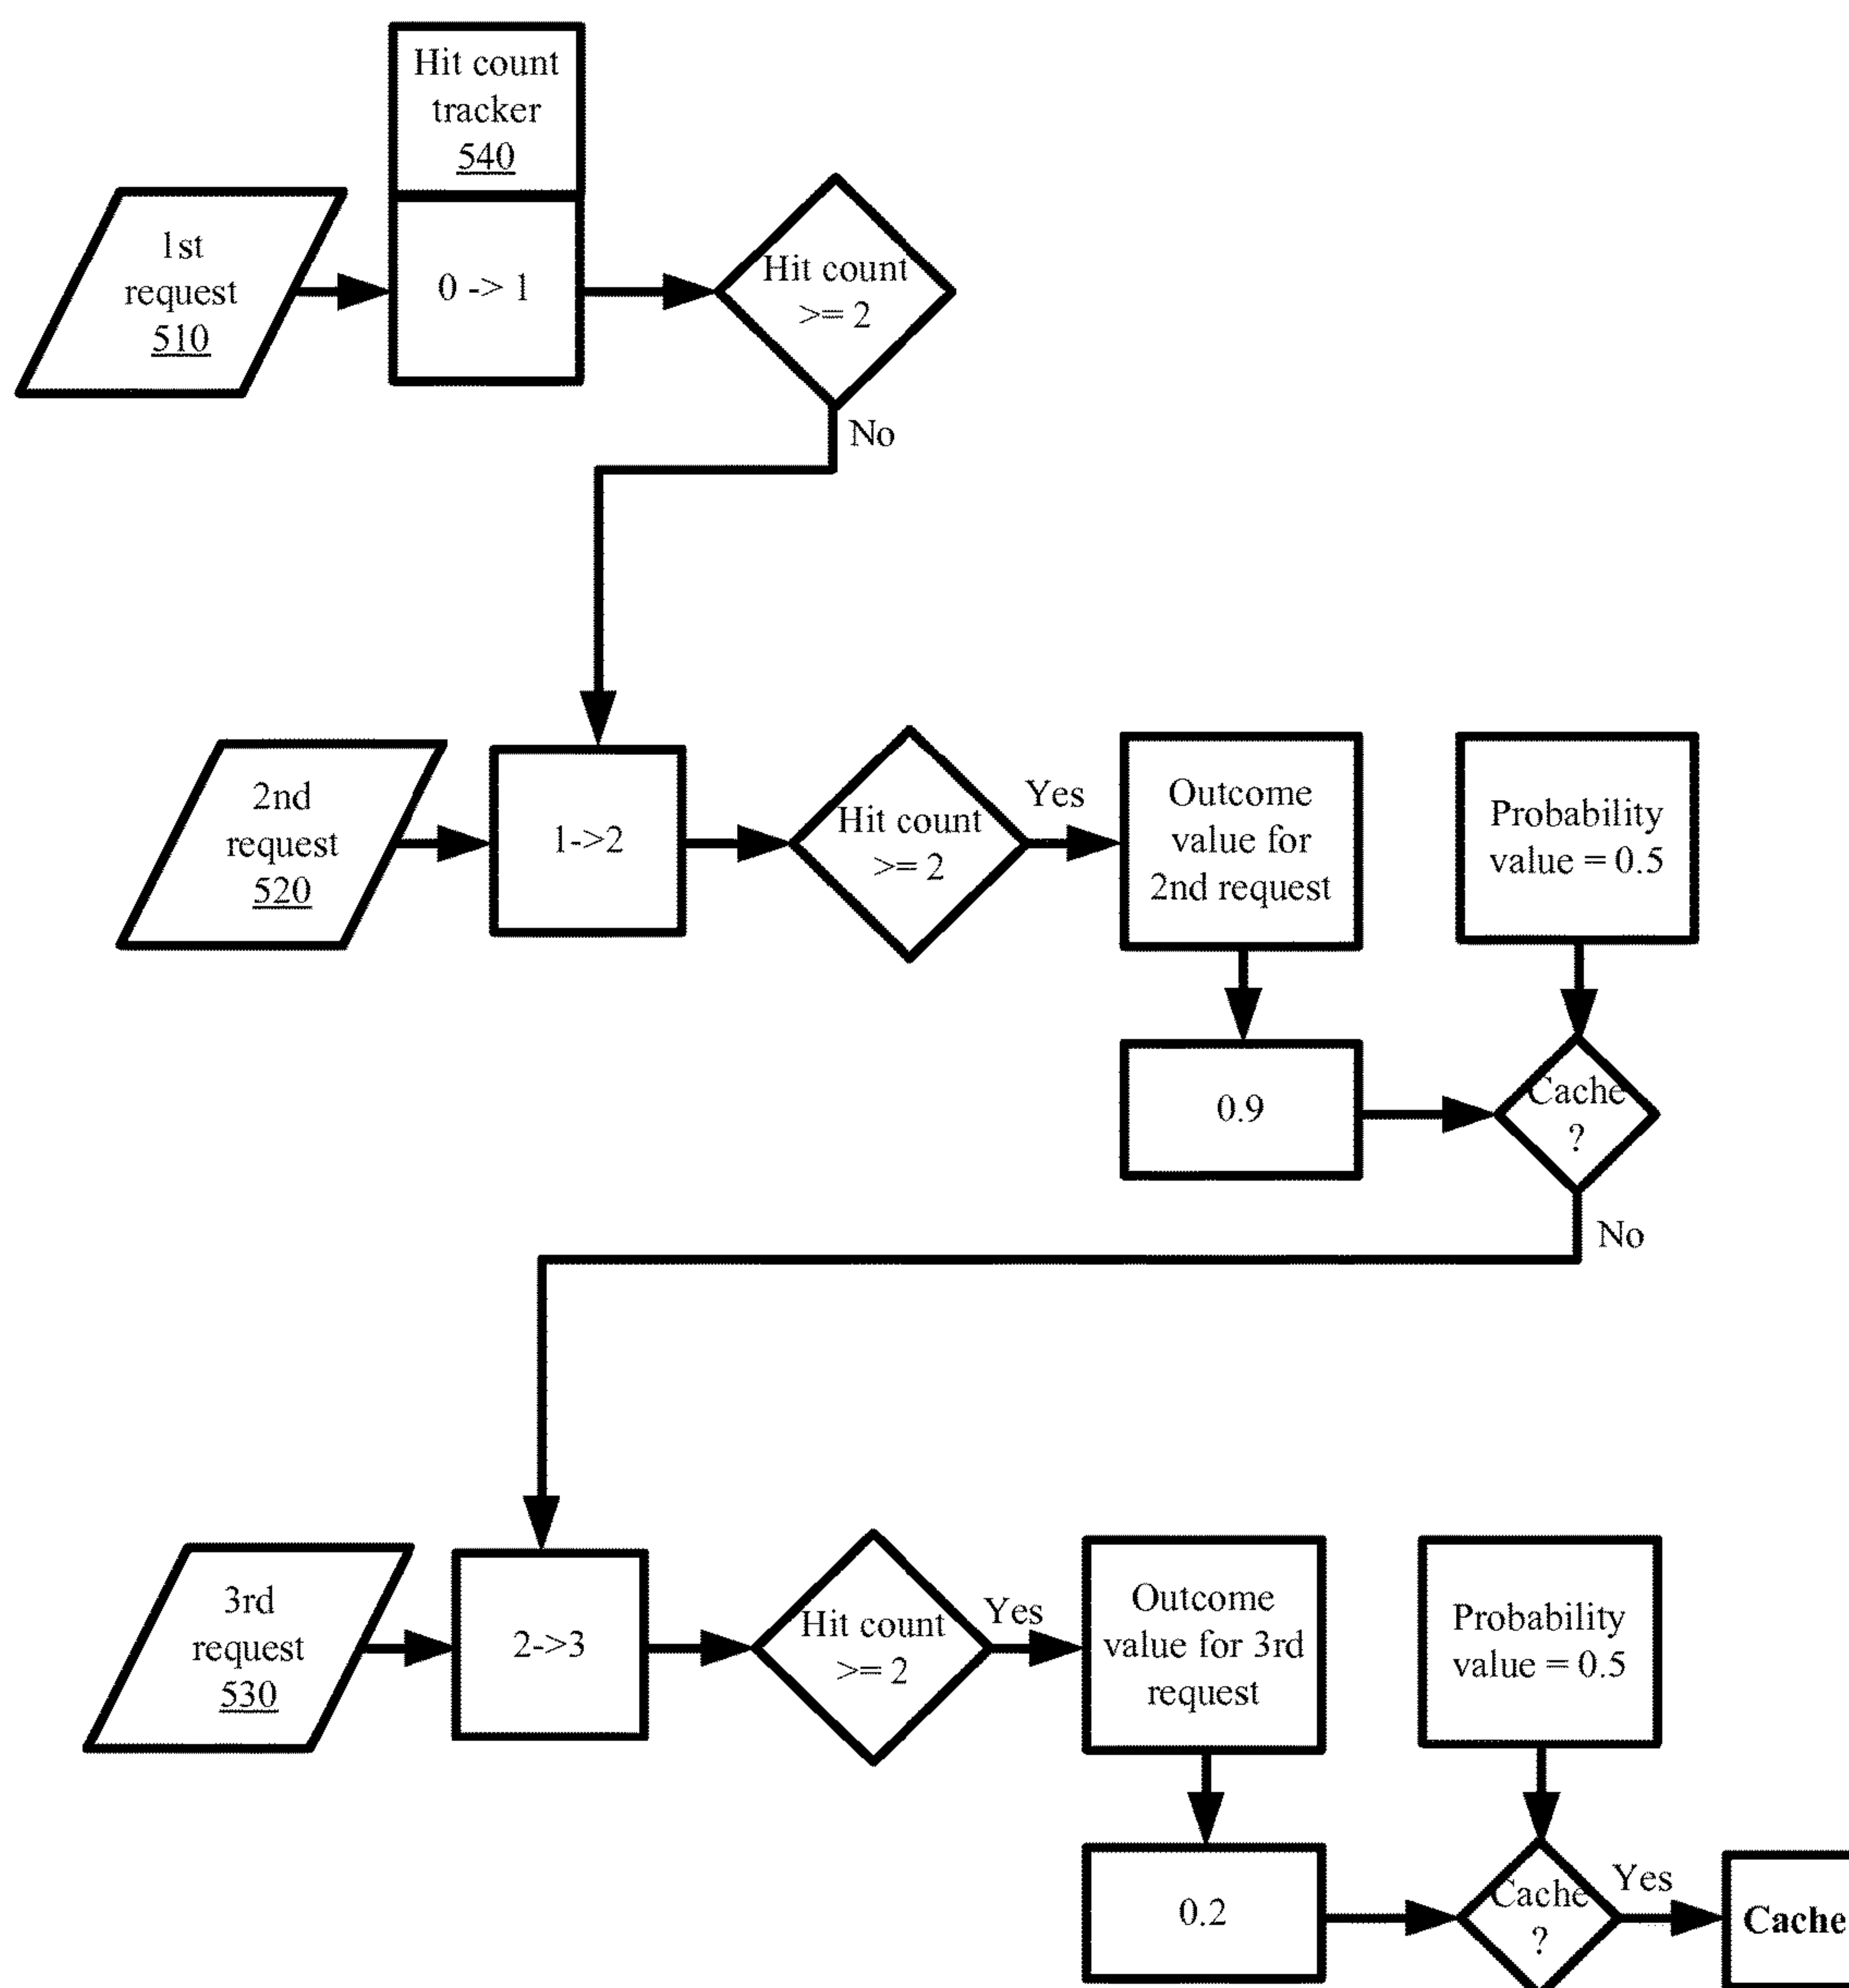 Hit count
tracker
540
1st
request
510
0 -> 1
Hit count
>= 2
No
2nd
request
520
1->2
Hit count
>= 2
Yes
Outcome
value for
2nd request
Probability
value = 0.5
0.9
Cache
?
No
3rd
request
530
2->3
Hit count
>= 2
Yes
Outcome
value for 3rd
request
Probability
value = 0.5
0.2
Cache
?
Yes
Cache